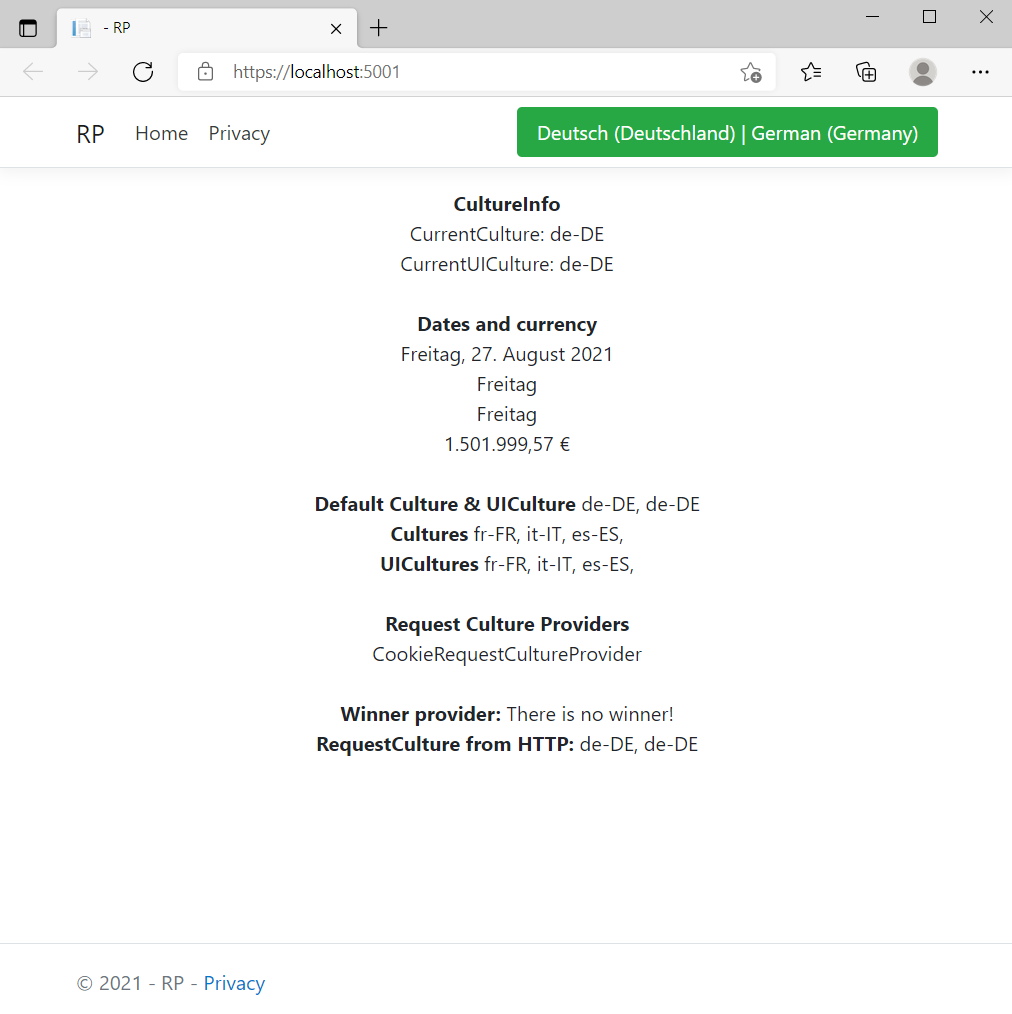 - RP
https://localhost:5001
RP Home Privacy Deutsch (Deutschland) | German (Germany)
CultureInfo
CurrentCulture: de-DE
CurrentUICulture: de-DE
Dates and currency
Freitag, 27. August 2021
Freitag
Freitag
1.501.999,57 €
Default Culture & UICulture de-DE, de-DE
Cultures fr-FR, it-IT, es-ES,
UICultures fr-FR, it-IT, es-ES,
Request Culture Providers
CookieRequestCultureProvider
Winner provider: There is no winner!
RequestCulture from HTTP: de-DE, de-DE
© 2021 - RP - Privacy